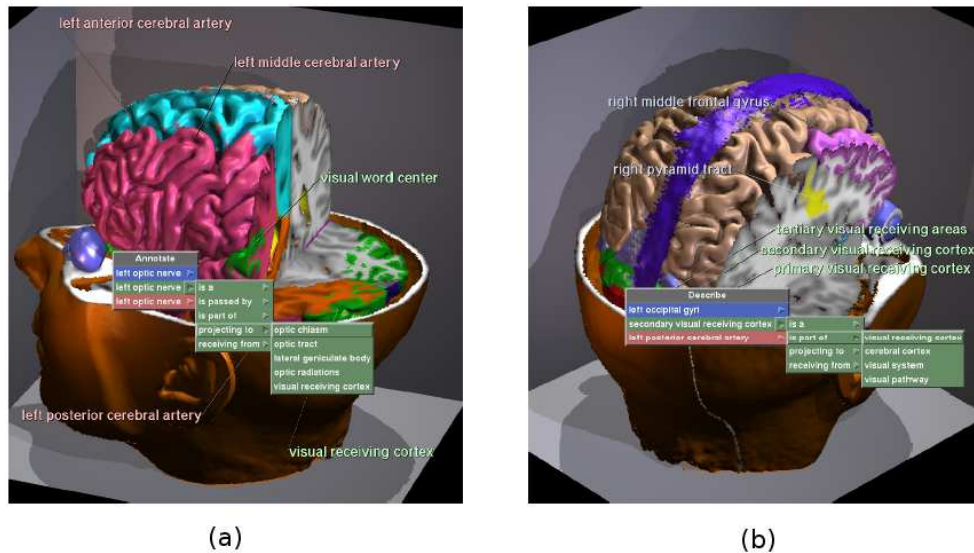 left anterior cerebral artery
left middle cerebral artery
visual word center
Annotate
left optic nerve
left optic nerve
is a
left optic nerve
is passed by
is part of
projecting to
optic chiasm
receiving from
optic tract
lateral geniculate body
optic radiations
visual receiving cortex
left posterior cerebral artery
visual receiving cortex
(a)
right middle frontal gyrus
right pyramid tract
tertiary visual receiving areas
secondary visual receiving cortex
primary visual receiving cortex
Describe
left occipital gyri
secondary visual receiving cortex
is a
left posterior cerebral artery
is part of
visual receiving cortex
projecting to
cerebral cortex
receiving from
visual system
visual pathway
(b)